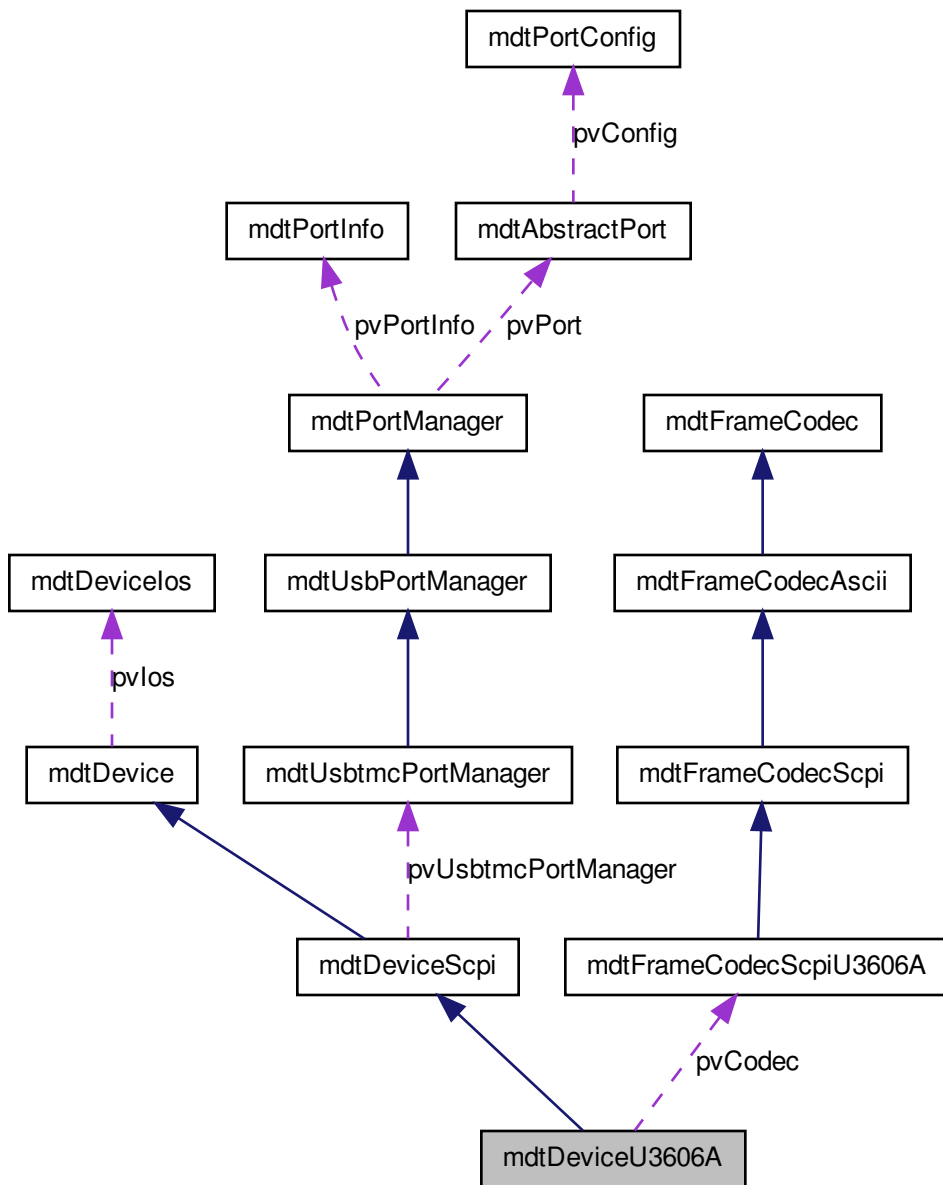 mdtPortConfig
pvConfig
mdtPortInfo
mdtAbstractPort
pvPortInfo
pvPort
mdtPortManager
mdtFrameCodec
mdtDeviceIos
mdtUsbPortManager
mdtFrameCodecAscii
pvIos
mdtDevice
mdtUsbtmcPortManager
mdtFrameCodecScpi
pvUsbtmcPortManager
mdtDeviceScpi
mdtFrameCodecScpiU3606A
pvCodec
mdtDeviceU3606A